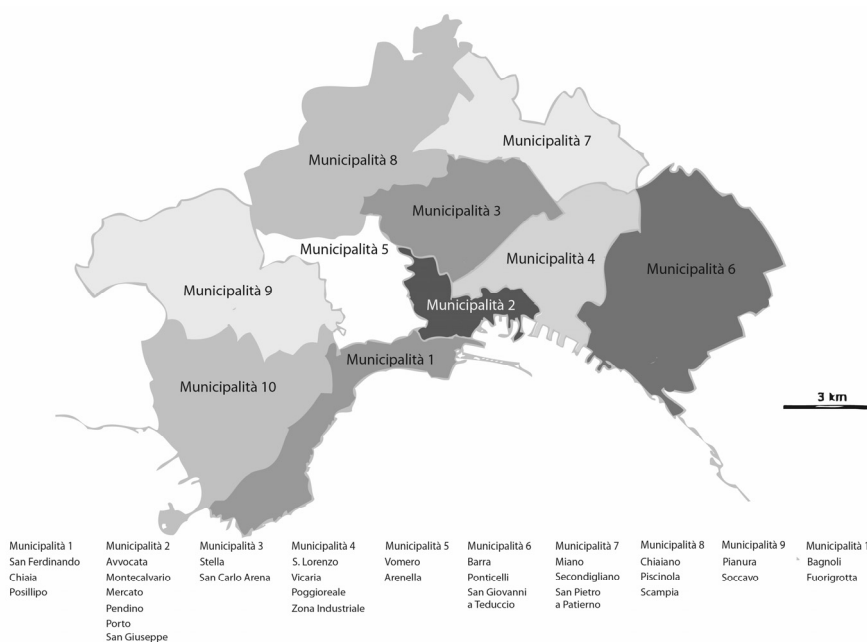 Municipalità 7
Municipalità 8
Municipalità 3
Municipalità 5
Municipalità 4
Municipalità 6
Municipalità 9
Municipalità 2
Municipalità 1
Municipalità 10
3 km
Municipalità 1
San Ferdinando
Chiaia
Posillipo
Municipalità 2
Avvocata
Montecalvario
Mercato
Pendino
Porto
San Giuseppe
Municipalità 3
Stella
San Carlo Arena
Municipalità 4
S. Lorenzo
Vicaria
Poggioreale
Zona Industriale
Municipalità 5
Vomero
Arenella
Municipalità 6
Barra
Ponticelli
San Giovanni
a Teduccio
Municipalità 7
Miano
Secondigliano
San Pietro
a Patierno
Municipalità 8
Chiaiano
Piscinola
Scampia
Municipalità 9
Pianura
Soccavo
Municipalità 1
Bagnoli
Fuorigrotta